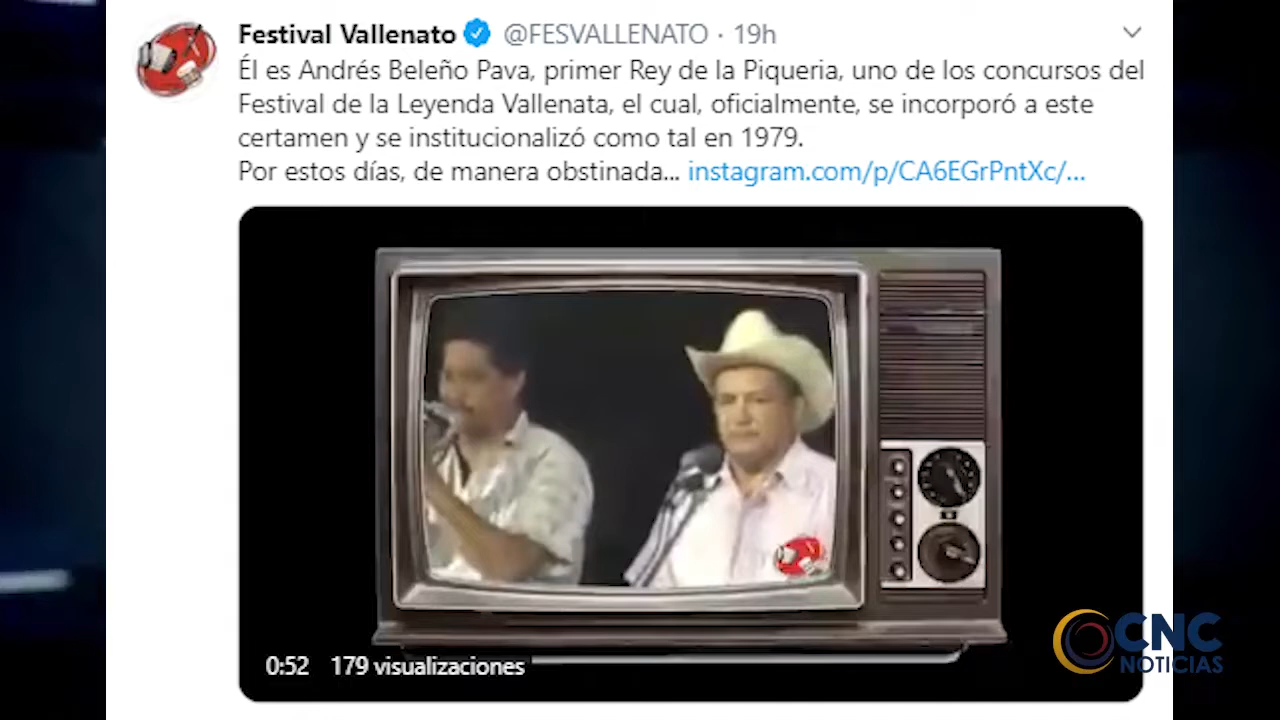 Festival Vallenato @FESVALLENATO · 19h
Él es Andrés Beleño Pava, primer Rey de la Piqueria, uno de los concursos del
Festival de la Leyenda Vallenata, el cual, oficialmente, se incorporó a este
certamen y se institucionalizó como tal en 1979.
Por estos días, de manera obstinada... instagram.com/p/CA6EGrPntXc/...
0:52 179 visualizaciones
CNC
NOTICIAS